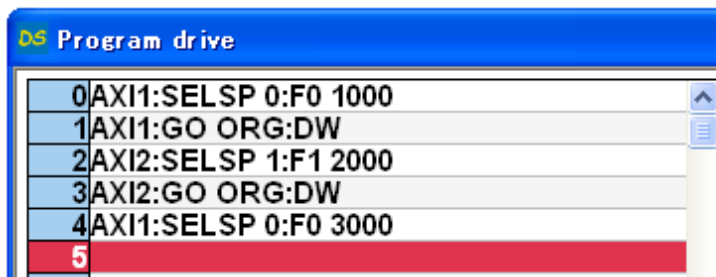 DS Program drive
0 AXI1:SELSP 0:F0 1000
1 AXI1:GO ORG:DW
2 AXI2:SELSP 1:F1 2000
3 AXI2:GO ORG:DW
4 AXI1:SELSP 0:F0 3000
5